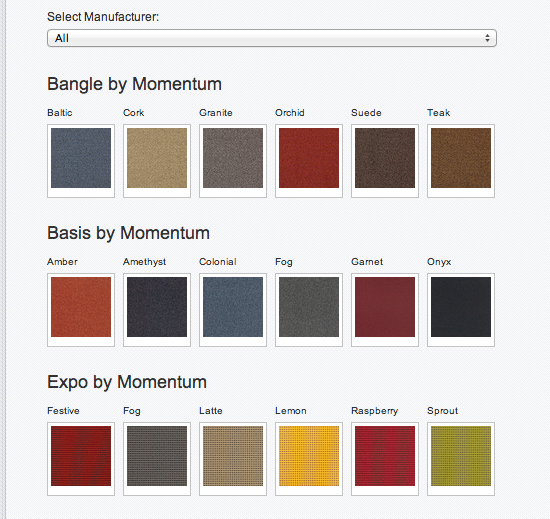 Select Manufacturer:
All
Bangle by Momentum
Baltic Cork Granite Orchid Suede Teak
Basis by Momentum
Amber Amethyst Colonial Fog Garnet Onyx
Expo by Momentum
Festive Fog Latte Lemon Raspberry Sprout